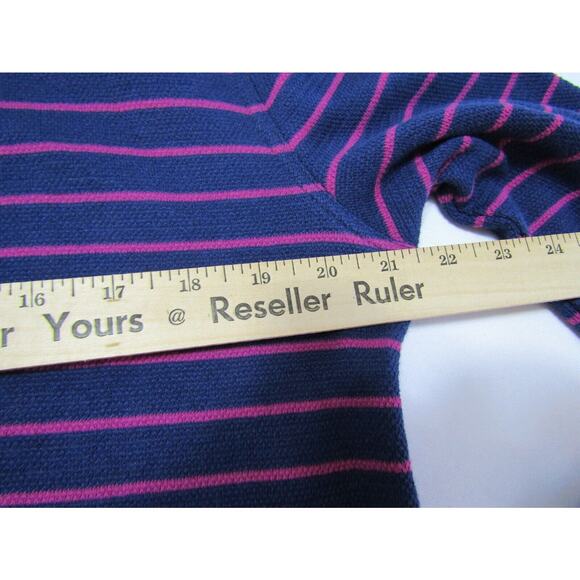 16 17 18 19 20 21 22 23 24
r Yours @ Reseller Ruler